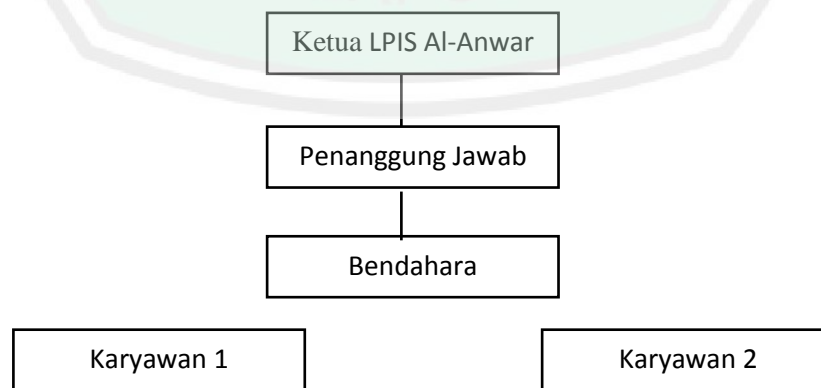 Ketua LPIS Al-Anwar
Penanggung Jawab
Bendahara
Karyawan 1
Karyawan 2